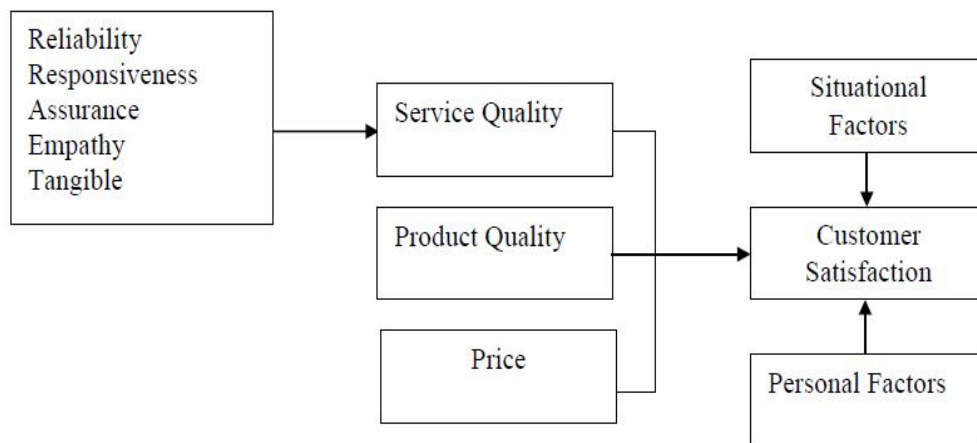 Reliability
Responsiveness
Assurance
Empathy
Tangible
Service Quality
Product Quality
Price
Situational
Factors
Customer
Satisfaction
Personal Factors